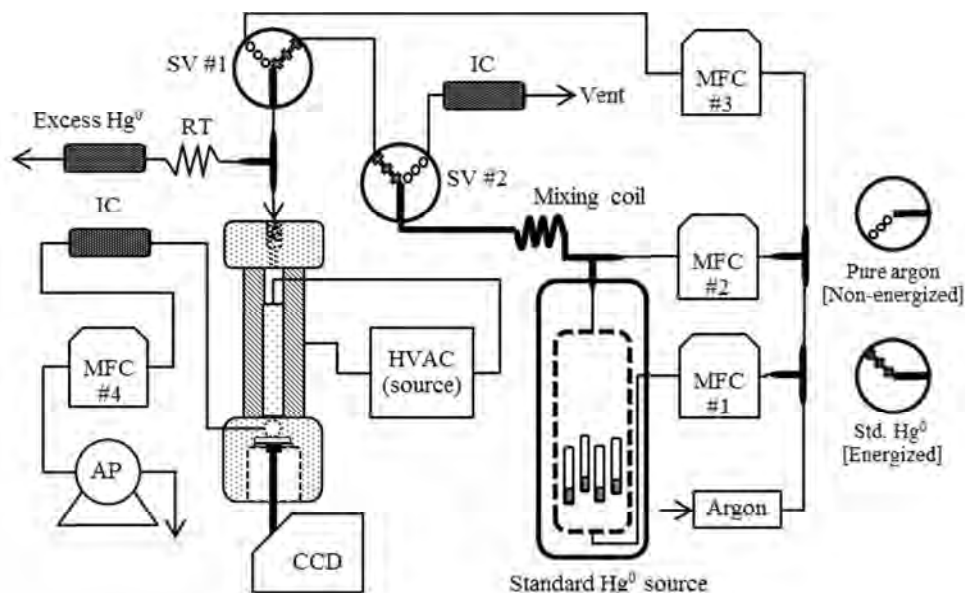 SV #1
IC
Vent
MFC
#3
Excess Hg⁰
RT
SV #2
Mixing coil
IC
MFC
#2
Pure argon
[Non-energized]
MFC
#4
HVAC
(source)
MFC
#1
Std. Hg⁰
[Energized]
AP
Argon
CCD
Standard Hg⁰ source